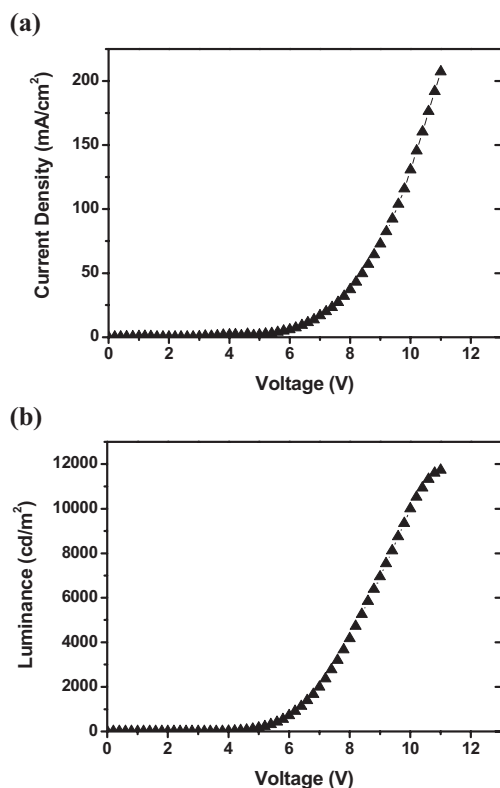 (a)
200
150
100
50
0
Current Density (mA/cm²)
0 2 4 6 8 10 12
Voltage (V)
(b)
12000
10000
8000
6000
4000
2000
0
Luminance (cd/m²)
0 2 4 6 8 10 12
Voltage (V)